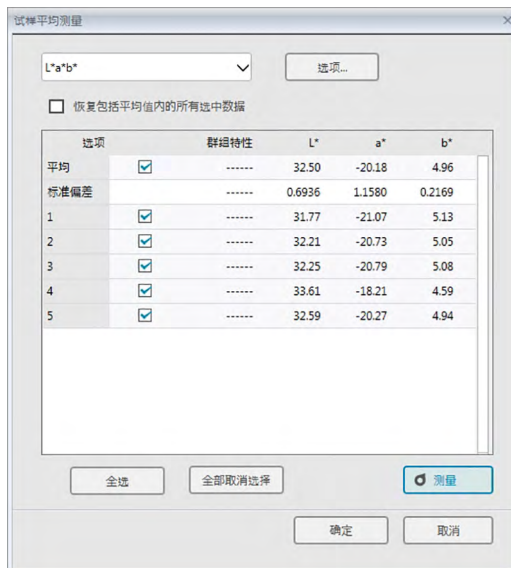 试样平均测量
L*a*b* 选项...
恢复包括平均值内的所有选中数据
选项 群组特性 L* a* b*
平均 ------ 32.50 -20.18 4.96
标准偏差 ------ 0.6936 1.1580 0.2169
1 ------ 31.77 -21.07 5.13
2 ------ 32.21 -20.73 5.05
3 ------ 32.25 -20.79 5.08
4 ------ 33.61 -18.21 4.59
5 ------ 32.59 -20.27 4.94
全选 全部取消选择 测量
确定 取消